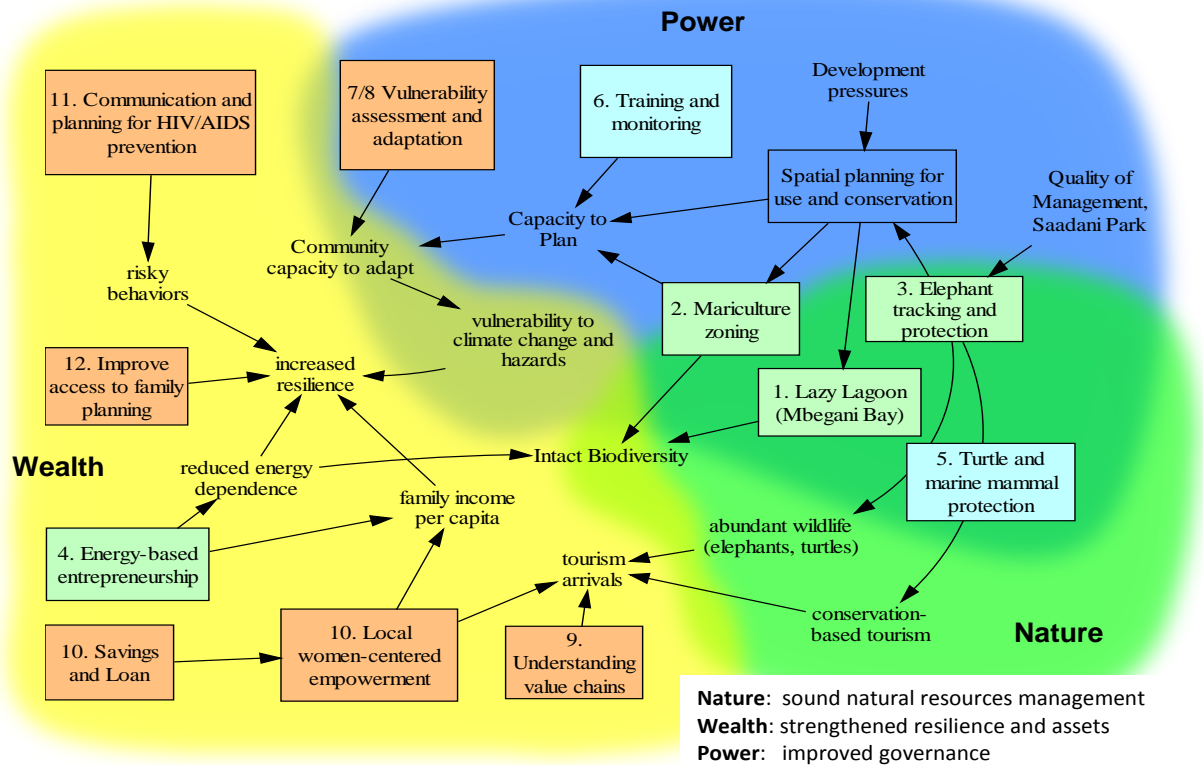 Power
11. Communication and
planning for HIV/AIDS
prevention
7/8 Vulnerability
assessment and
adaptation
6. Training and
monitoring
Development
pressures
Spatial planning for
use and conservation
Quality of
Management,
Saadani Park
Capacity to
Plan
Community
capacity to adapt
risky
behaviors
3. Elephant
tracking and
protection
2. Mariculture
zoning
vulnerability to
climate change and
hazards
12. Improve
access to family
planning
increased
resilience
1. Lazy Lagoon
(Mbegani Bay)
Wealth
reduced energy
dependence
Intact Biodiversity
5. Turtle and
marine mammal
protection
family income
per capita
abundant wildlife
(elephants, turtles)
4. Energy-based
entrepreneurship
tourism
arrivals
conservation-
based tourism
Nature
10. Savings
and Loan
10. Local
women-centered
empowerment
9.
Understanding
value chains
Nature: sound natural resources management
Wealth: strengthened resilience and assets
Power: improved governance